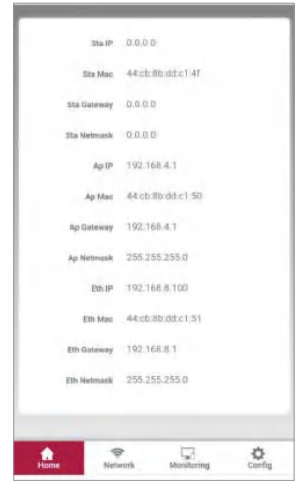 Sta IP 0.0.0.0
Sta Mac 44:cb:8b:dd:c1:4f
Sta Gateway 0.0.0.0
Sta Netmask 0.0.0.0
Ap IP 192.168.4.1
Ap Mac 44:cb:8b:dd:c1:50
Ap Gateway 192.168.4.1
Ap Netmask 255.255.255.0
Eth IP 192.168.8.100
Eth Mac 44:cb:8b:dd:c1:51
Eth Gateway 192.168.8.1
Eth Netmask 255.255.255.0
Home Network Monitoring Config